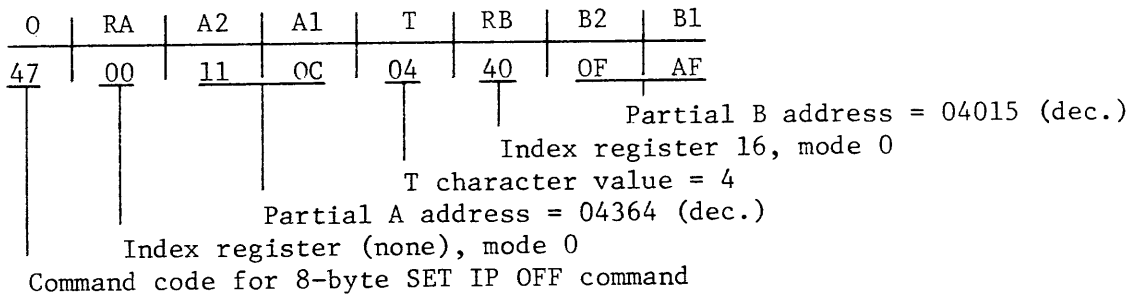 O | RA | A2 | A1 | T | RB | B2 | B1
47 | 00 | 11 | 0C | 04 | 40 | 0F | AF
Partial B address = 04015 (dec.)
Index register 16, mode 0
T character value = 4
Partial A address = 04364 (dec.)
Index register (none), mode 0
Command code for 8-byte SET IP OFF command